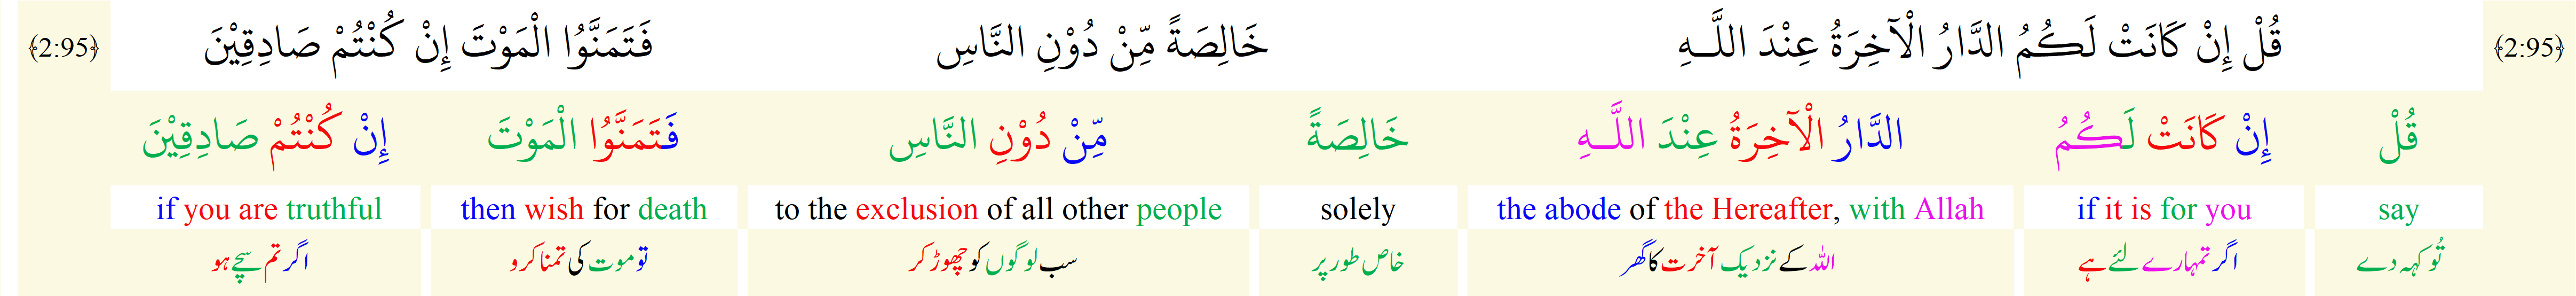 ﴿2:95﴾ قُلْ إِنْ كَانَتْ لَـكُمُ الدَّارُ الْاٰخِرَةُ عِنْدَ اللّٰـهِ خَالِصَةً مِّنْ دُوْنِ النَّاسِ فَتَمَنَّوُا الْمَوْتَ إِنْ كُنْتُمْ صَادِقِيْنَ ﴿2:95﴾
قُلْ إِنْ كَانَتْ لَـكُمُ الدَّارُ الْاٰخِرَةُ عِنْدَ اللّٰـهِ خَالِصَةً مِّنْ دُوْنِ النَّاسِ فَتَمَنَّوُا الْمَوْتَ إِنْ كُنْتُمْ صَادِقِيْنَ
say if it is for you the abode of the Hereafter, with Allah solely to the exclusion of all other people then wish for death if you are truthful
تُو کہہ دے اگر تمہارے لئے ہے اللہ کے نزدیک آخرت کا گھر خاص طور پر سب لوگوں کو چھوڑ کر تو موت کی تمنا کرو اگر تم سچے ہو